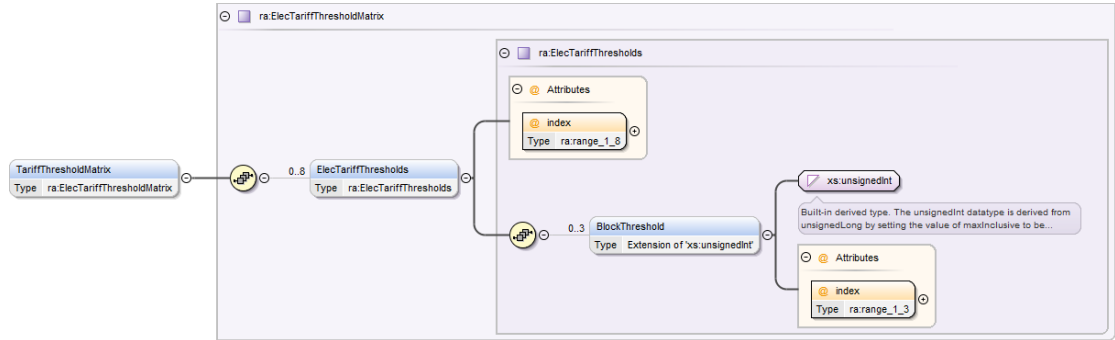 ra:ElecTariffThresholdMatrix
ra:ElecTariffThresholds
@ Attributes
@ index
Type ra:range_1_8
TariffThresholdMatrix
Type ra:ElecTariffThresholdMatrix
0..8
ElecTariffThresholds
Type ra:ElecTariffThresholds
0..3
BlockThreshold
Type Extension of 'xs:unsignedInt'
xs:unsignedInt
Built-in derived type. The unsignedInt datatype is derived from
unsignedLong by setting the value of maxInclusive to be...
@ Attributes
@ index
Type ra:range_1_3